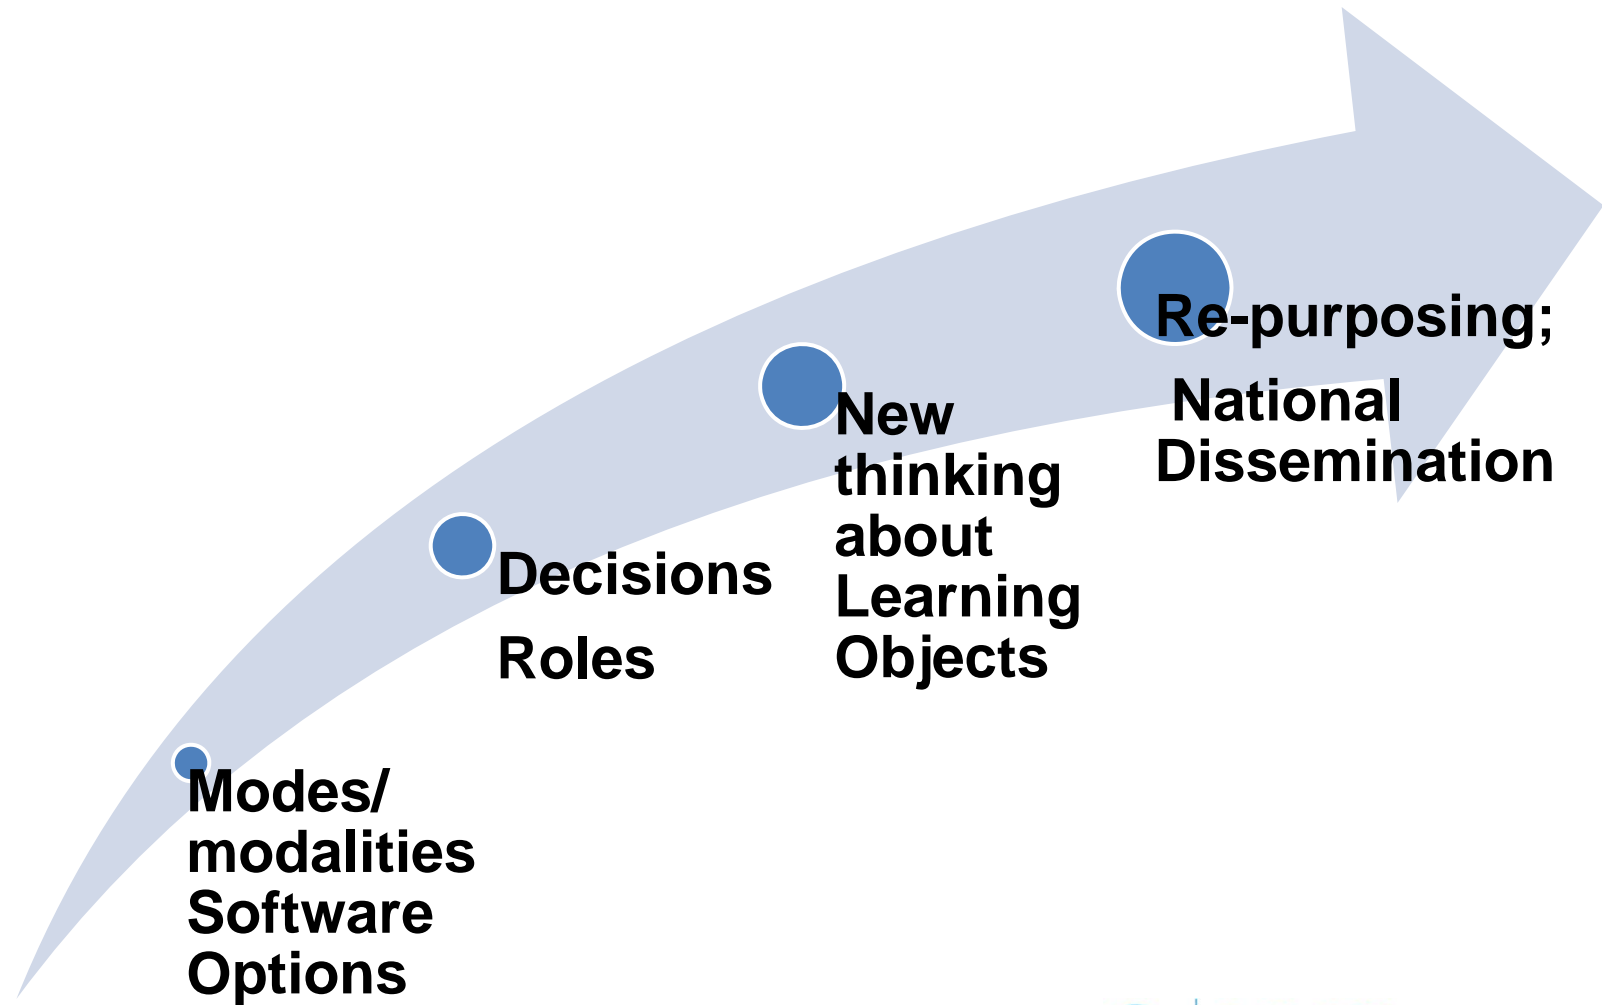 Modes/
modalities
Software
Options
Decisions
Roles
New
thinking
about
Learning
Objects
Re-purposing;
National
Dissemination